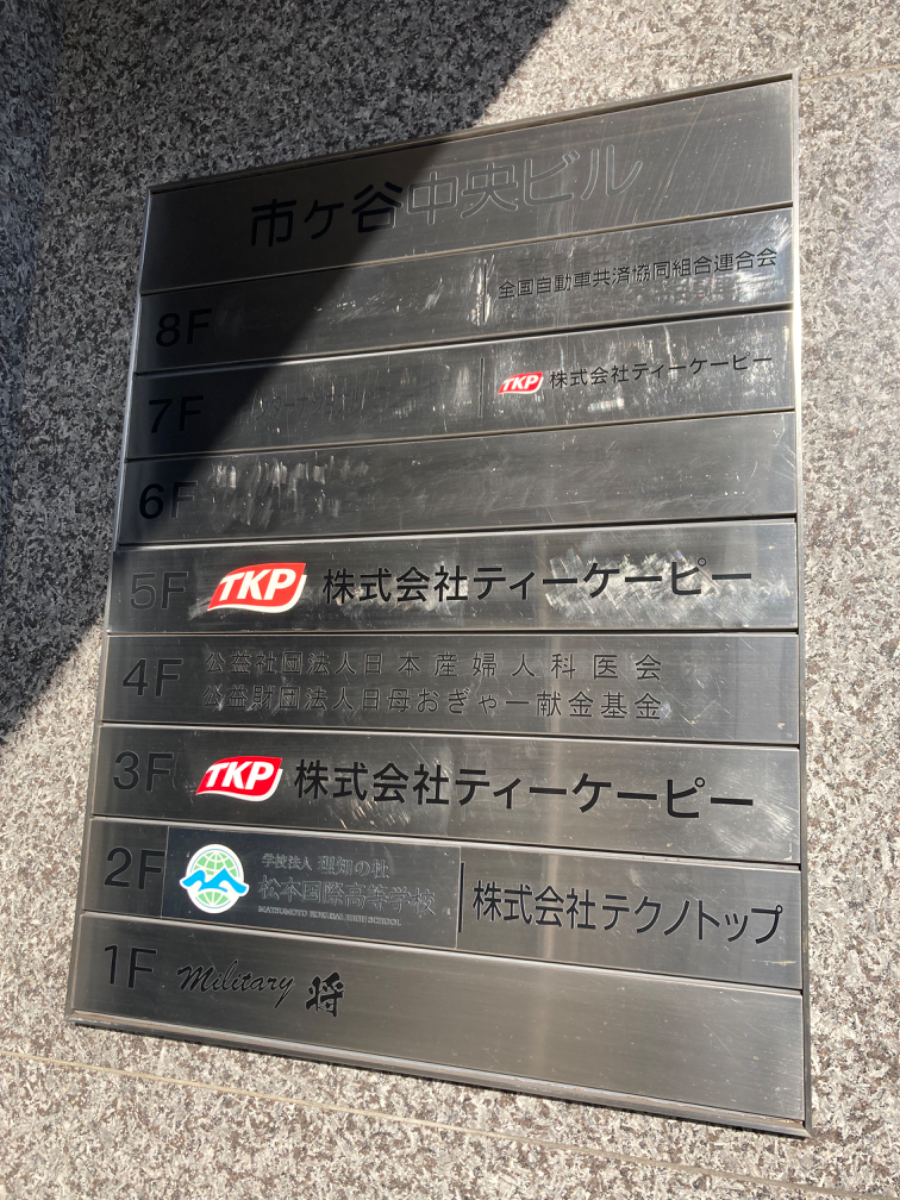 市ヶ谷中央ビル
8F 全国自動車共済協同組合連合会
7F TKP 株式会社ティーケーピー
6F
5F TKP 株式会社ティーケーピー
4F 公益社団法人日本産婦人科医会
公益財団法人日母おぎゃー献金基金
3F TKP 株式会社ティーケーピー
2F 学校法人 理知の杜
松本国際高等学校
MATSUMOTO KOKUSAI HIGH SCHOOL
株式会社テクノトップ
1F Military 将